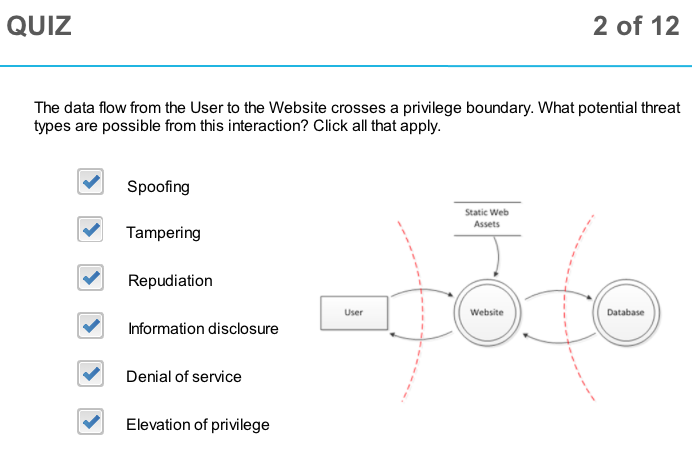 QUIZ
2 of 12
The data flow from the User to the Website crosses a privilege boundary. What potential threat
types are possible from this interaction? Click all that apply.
Spoofing
Tampering
Repudiation
Information disclosure
Denial of service
Elevation of privilege
Static Web
Assets
User
Website
Database